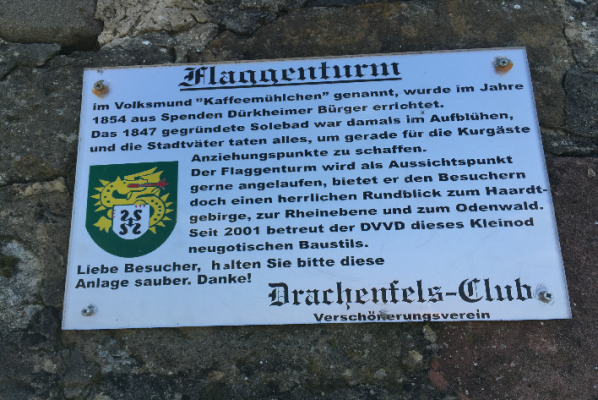 Flaggenturm
im Volksmund "Kaffeemühlchen" genannt, wurde im Jahre
1854 aus Spenden Dürkheimer Bürger errichtet.
Das 1847 gegründete Solebad war damals im Aufblühen,
und die Stadtväter taten alles, um gerade für die Kurgäste
Anziehungspunkte zu schaffen.
Der Flaggenturm wird als Aussichtspunkt
gerne angelaufen, bietet er den Besuchern
doch einen herrlichen Rundblick zum Haardt-
gebirge, zur Rheinebene und zum Odenwald.
Seit 2001 betreut der DVVD dieses Kleinod
neugotischen Baustils.
Liebe Besucher, halten Sie bitte diese
Anlage sauber. Danke!
Drachenfels-Club
Verschönerungsverein